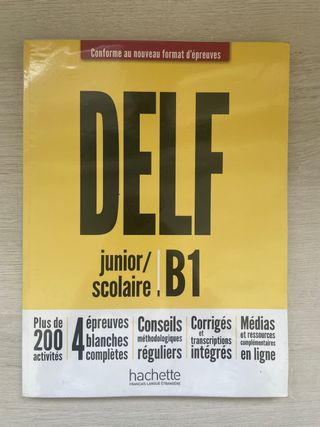 Conforme au nouveau format d'épreuves
DELF
junior/
scolaire B1
Plus de
200
activités
4 épreuves
blanches
complètes
Conseils
méthodologiques
réguliers
Corrigés
et
transcriptions
intégrés
Médias
et ressources
complémentaires
en ligne
hachette
FRANÇAIS LANGUE ÉTRANGÈRE